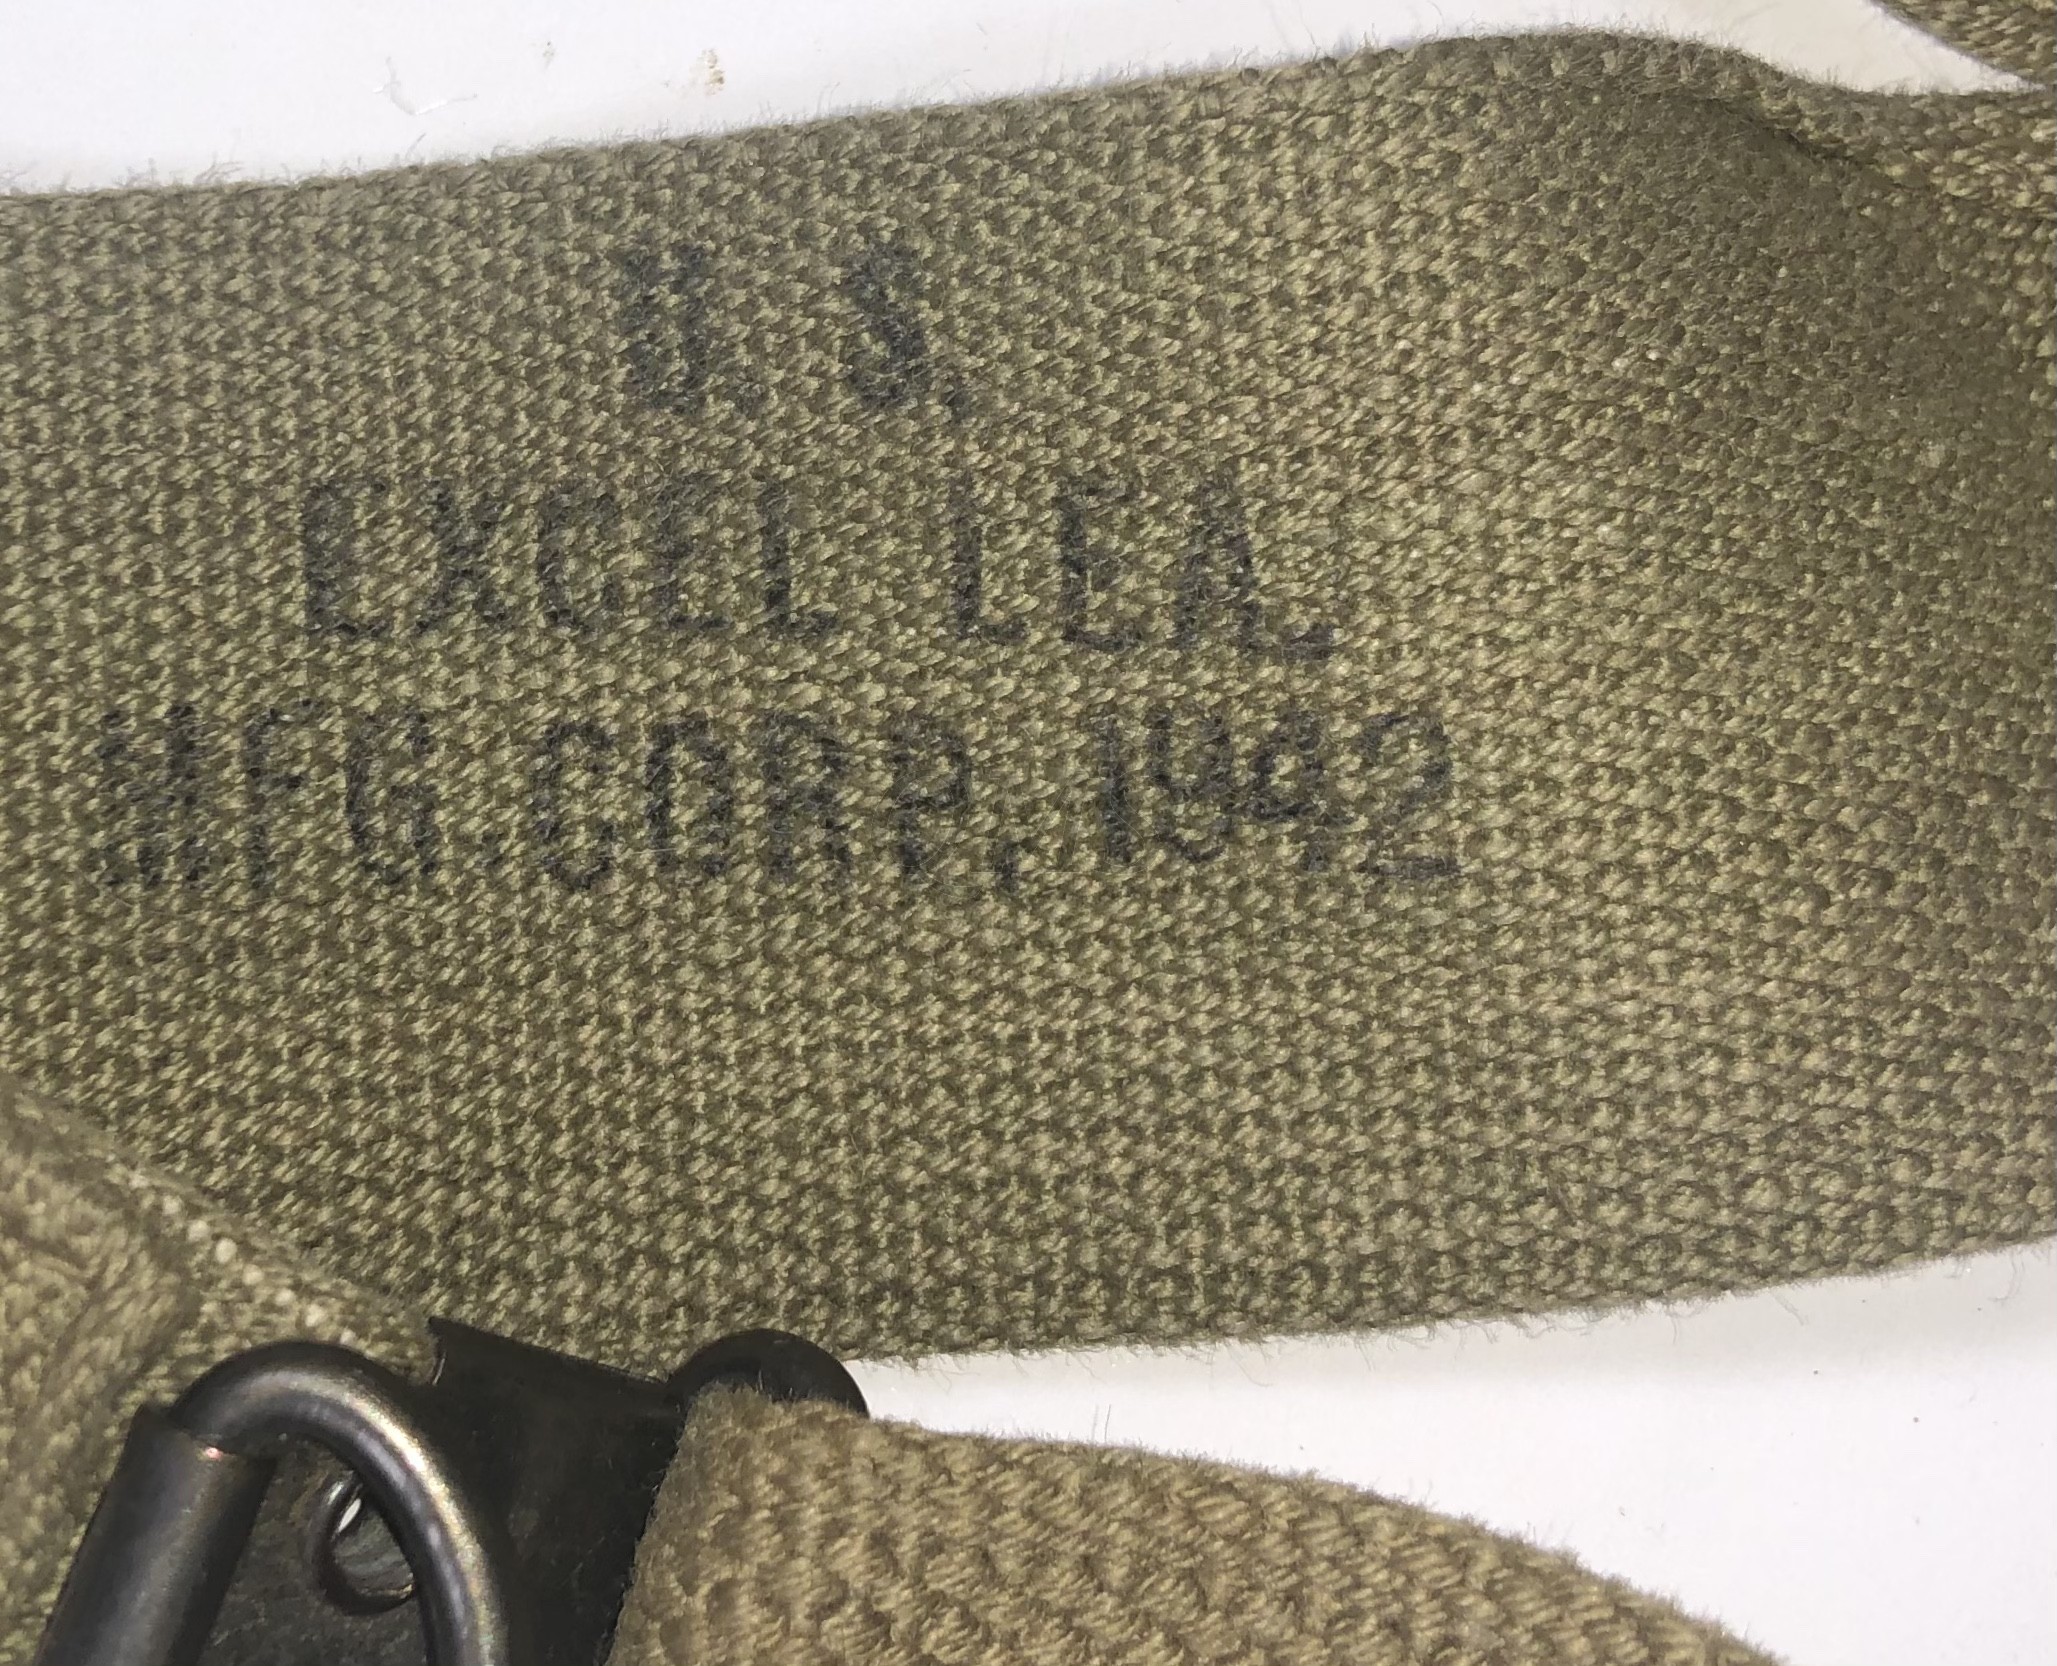 U. S.
EXCEL LEA.
MFG. CORP. 1942